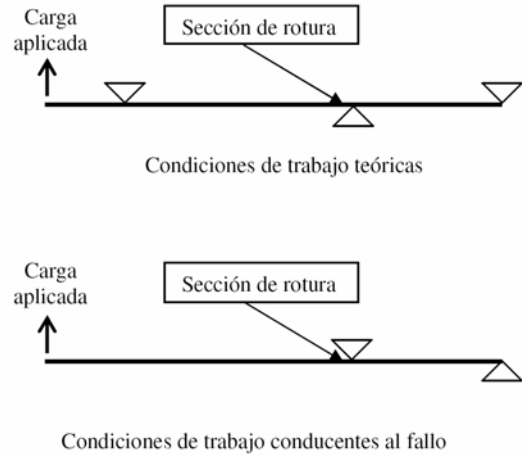 Carga
aplicada
Sección de rotura
Condiciones de trabajo teóricas
Carga
aplicada
Sección de rotura
Condiciones de trabajo conducentes al fallo